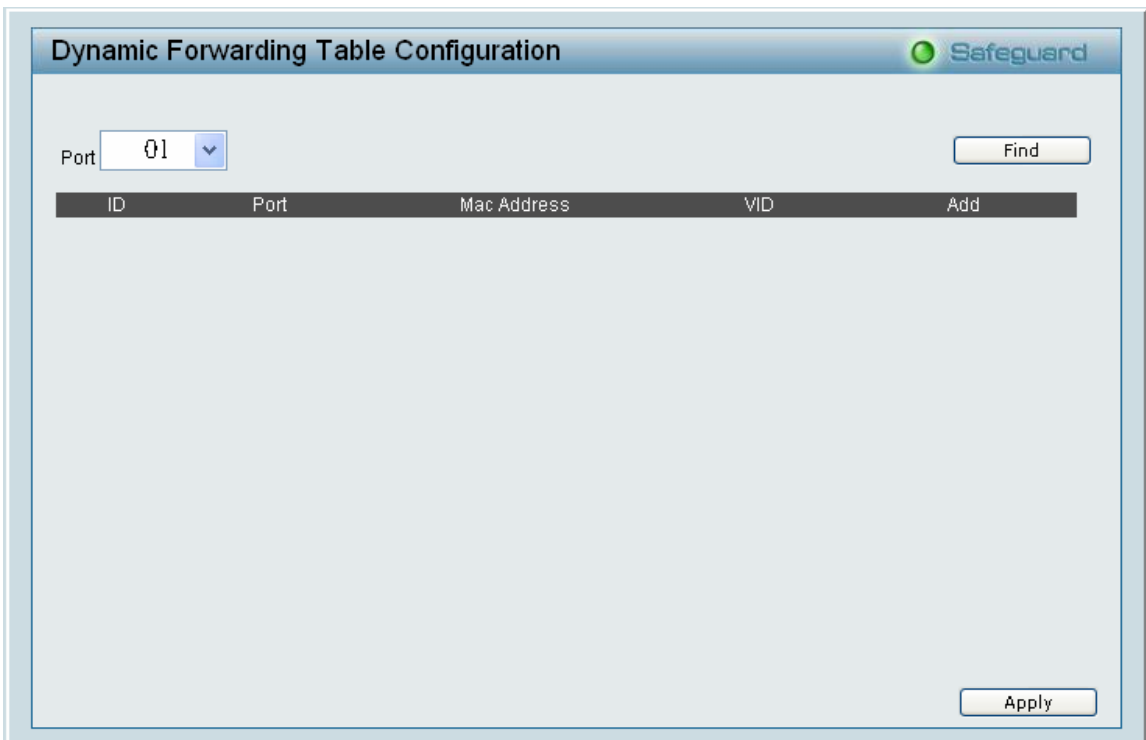 Dynamic Forwarding Table Configuration Safeguard
Port 01 Find
ID Port Mac Address VID Add
Apply